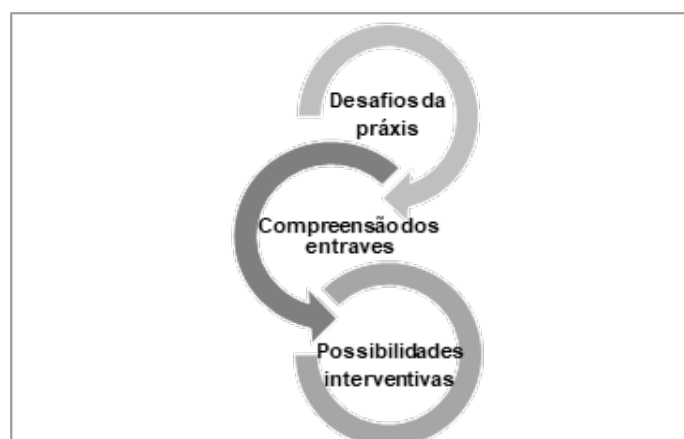 Desafios da
práxis
Compreensão dos
entraves
Possibilidades
interventivas